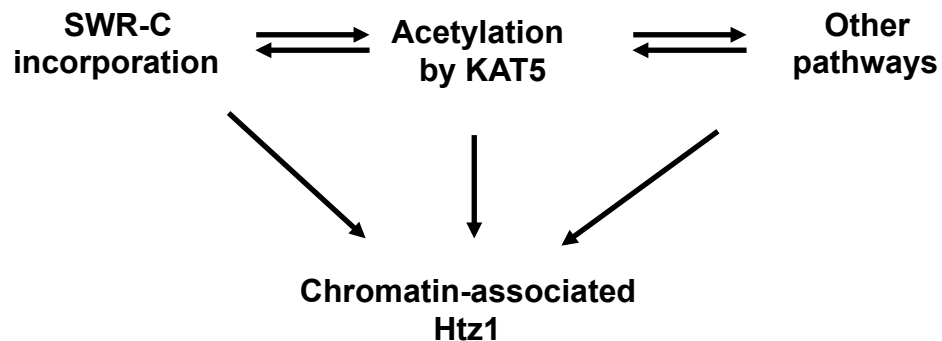 SWR-C
incorporation
Acetylation
by KAT5
Other
pathways
Chromatin-associated
Htz1